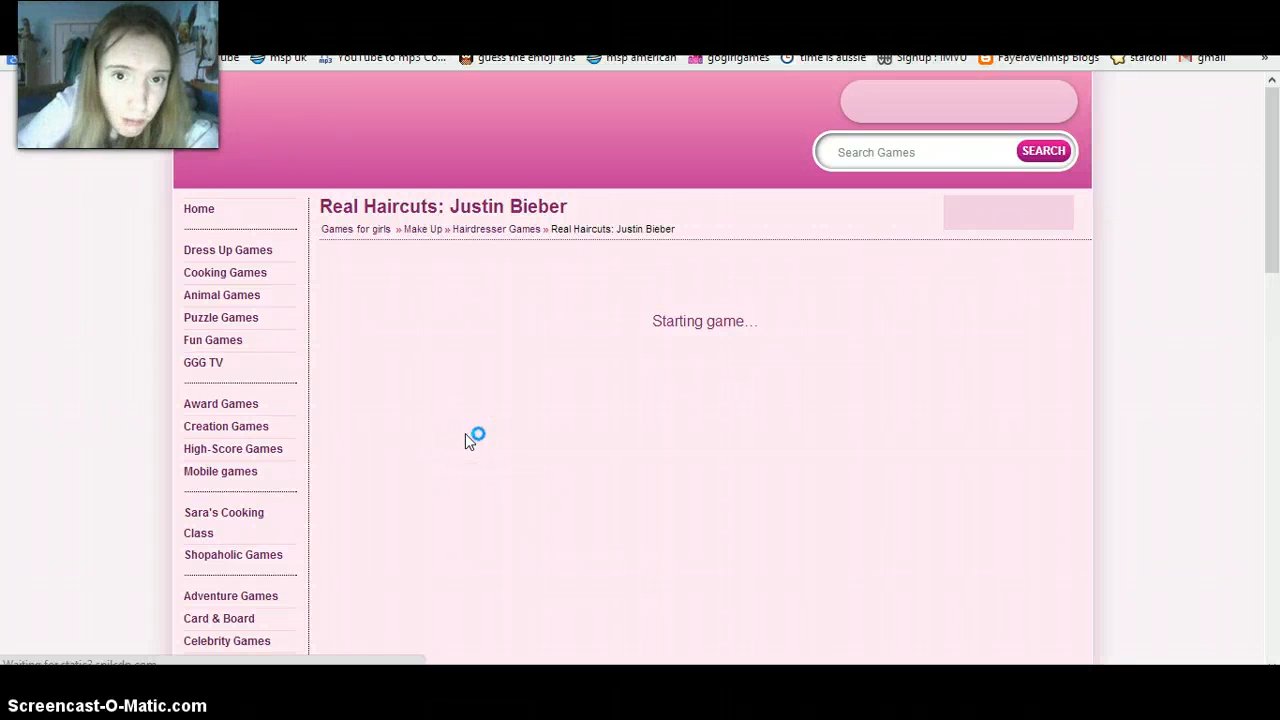 msp uk
YouTube to mp3 Co...
guess the emoji ans
msp american
gogirlgames
time is aussie
Signup : IMVU
Fayeravenmsp Blogs
stardoll
gmail
»
Search Games
SEARCH
Home
Real Haircuts: Justin Bieber
Games for girls » Make Up » Hairdresser Games » Real Haircuts: Justin Bieber
Dress Up Games
Cooking Games
Animal Games
Puzzle Games
Fun Games
GGG TV
Starting game...
Award Games
Creation Games
High-Score Games
Mobile games
Sara's Cooking
Class
Shopaholic Games
Adventure Games
Card & Board
Celebrity Games
Screencast-O-Matic.com